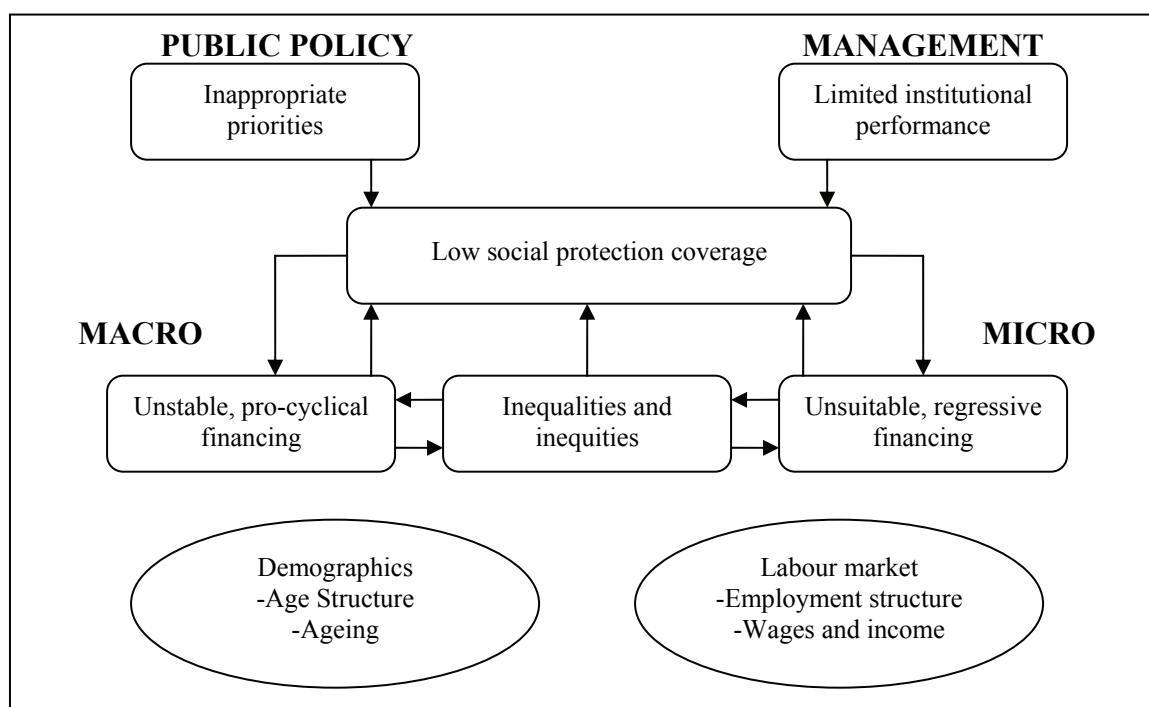 PUBLIC POLICY
MANAGEMENT
Inappropriate
priorities
Limited institutional
performance
Low social protection coverage
MACRO
MICRO
Unstable, pro-cyclical
financing
Inequalities and
inequities
Unsuitable, regressive
financing
Demographics
-Age Structure
-Ageing
Labour market
-Employment structure
-Wages and income